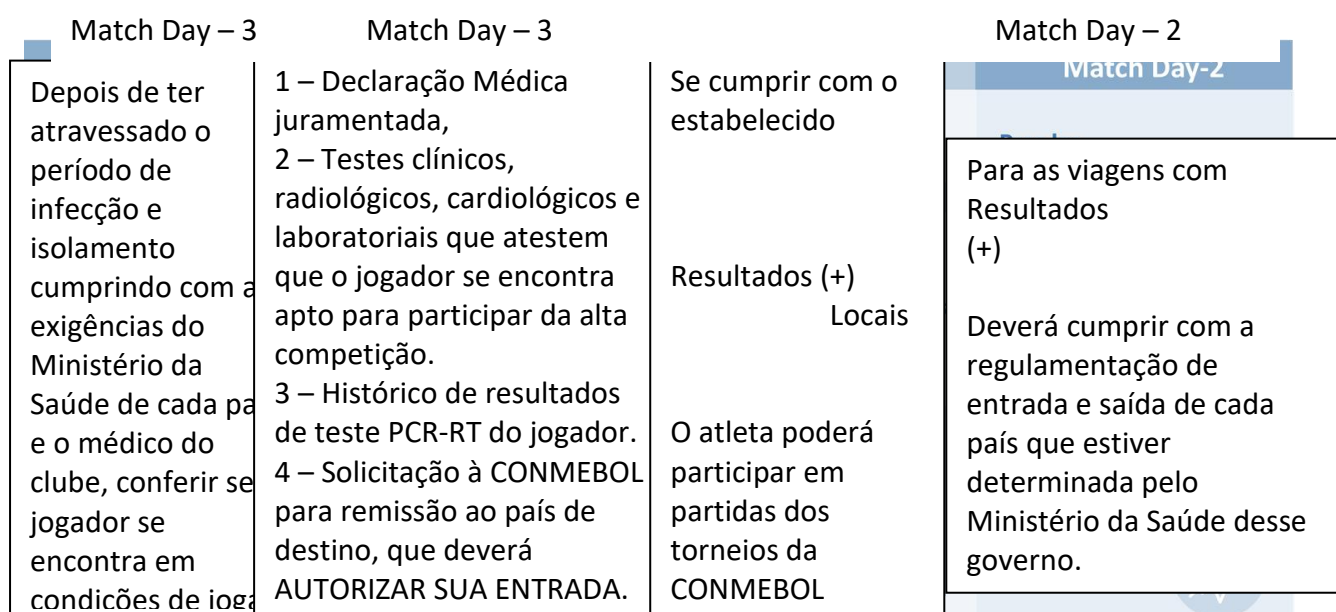 Match Day – 3
Depois de ter
atravessado o
período de
infecção e
isolamento
cumprindo com a
exigências do
Ministério da
Saúde de cada pa
e o médico do
clube, conferir se
jogador se
encontra em
condições de joga
Match Day – 3
1 – Declaração Médica
juramentada,
2 – Testes clínicos,
radiológicos, cardiológicos e
laboratoriais que atestem
que o jogador se encontra
apto para participar da alta
competição.
3 – Histórico de resultados
de teste PCR-RT do jogador.
4 – Solicitação à CONMEBOL
para remissão ao país de
destino, que deverá
AUTORIZAR SUA ENTRADA.
Se cumprir com o
estabelecido
Resultados (+)
Locais
O atleta poderá
participar em
partidas dos
torneios da
CONMEBOL
Match Day – 2
Match Day-2
Para as viagens com
Resultados
(+)
Deverá cumprir com a
regulamentação de
entrada e saída de cada
país que estiver
determinada pelo
Ministério da Saúde desse
governo.